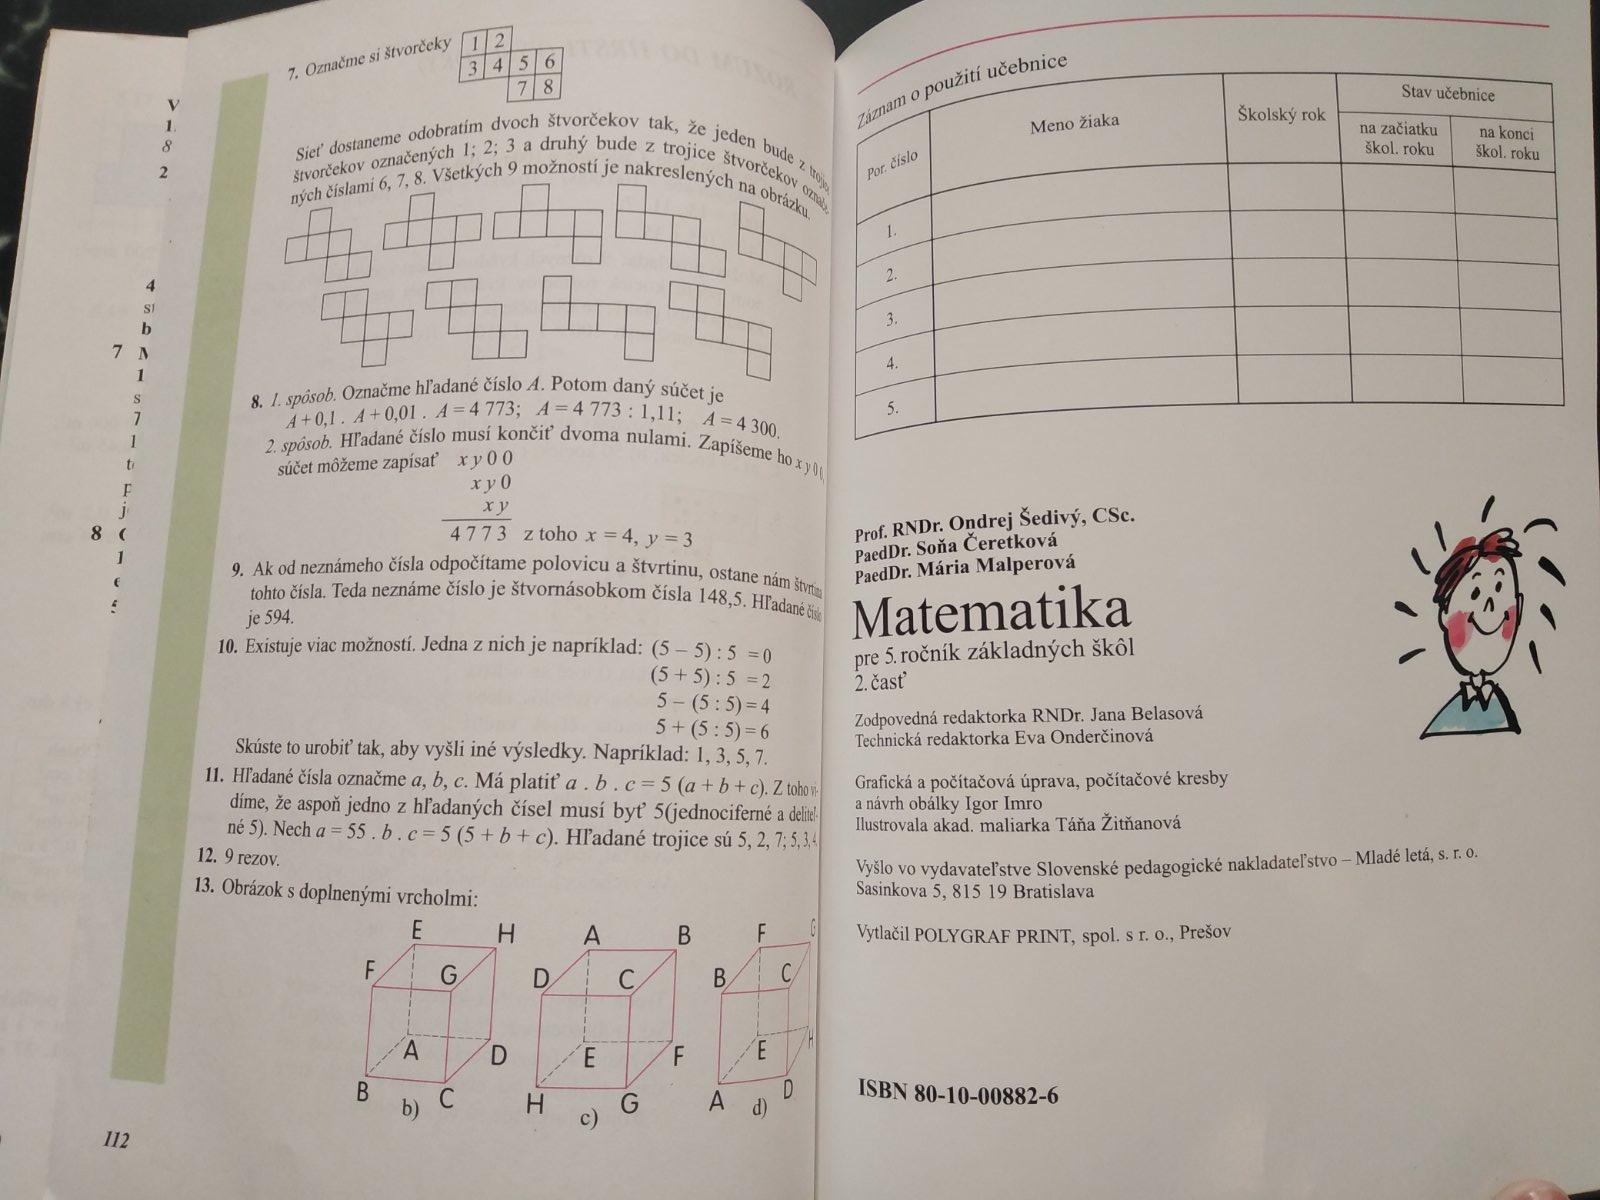 7. Označme si štvorčeky
1 2
3 4 5 6
7 8
Sieť dostaneme odobratím dvoch štvorčekov tak, že jeden bude z trojice
štvorčekov označených 1; 2; 3 a druhý bude z trojice štvorčekov označe-
ných číslami 6, 7, 8. Všetkých 9 možností je nakreslených na obrázku.
8. 1. spôsob. Označme hľadané číslo A. Potom daný súčet je
A + 0,1 . A + 0,01 . A = 4 773; A = 4 773 : 1,11; A = 4 300.
2. spôsob. Hľadané číslo musí končiť dvoma nulami. Zapíšeme ho x y 0 0,
súčet môžeme zapísať x y 0 0
x y 0
x y
4 7 7 3 z toho x = 4, y = 3
9. Ak od neznámeho čísla odpočítame polovicu a štvrtinu, ostane nám štvrtina
tohto čísla. Teda neznáme číslo je štvornásobkom čísla 148,5. Hľadané číslo
je 594.
10. Existuje viac možností. Jedna z nich je napríklad: (5 – 5) : 5 = 0
(5 + 5) : 5 = 2
5 – (5 : 5) = 4
5 + (5 : 5) = 6
Skúste to urobiť tak, aby vyšli iné výsledky. Napríklad: 1, 3, 5, 7.
11. Hľadané čísla označme a, b, c. Má platiť a . b . c = 5 (a + b + c). Z toho vi-
díme, že aspoň jedno z hľadaných čísel musí byť 5(jednociferné a deliteľ-
né 5). Nech a = 55 . b . c = 5 (5 + b + c). Hľadané trojice sú 5, 2, 7; 5, 3, 4.
12. 9 rezov.
13. Obrázok s doplnenými vrcholmi:
E H A B F G
F G D C B C
A D E F E H
B C H G A D
b) c) d)
112
Záznam o použití učebnice
Por. číslo Meno žiaka Školský rok Stav učebnice
na začiatku škol. roku na konci škol. roku
1.
2.
3.
4.
5.
Prof. RNDr. Ondrej Šedivý, CSc.
PaedDr. Soňa Čeretková
PaedDr. Mária Malperová
Matematika
pre 5. ročník základných škôl
2. časť
Zodpovedná redaktorka RNDr. Jana Belasová
Technická redaktorka Eva Onderčinová
Grafická a počítačová úprava, počítačové kresby
a návrh obálky Igor Imro
Ilustrovala akad. maliarka Táňa Žitňanová
Vyšlo vo vydavateľstve Slovenské pedagogické nakladateľstvo – Mladé letá, s. r. o.
Sasinkova 5, 815 19 Bratislava
Vytlačil POLYGRAF PRINT, spol. s r. o., Prešov
ISBN 80-10-00882-6